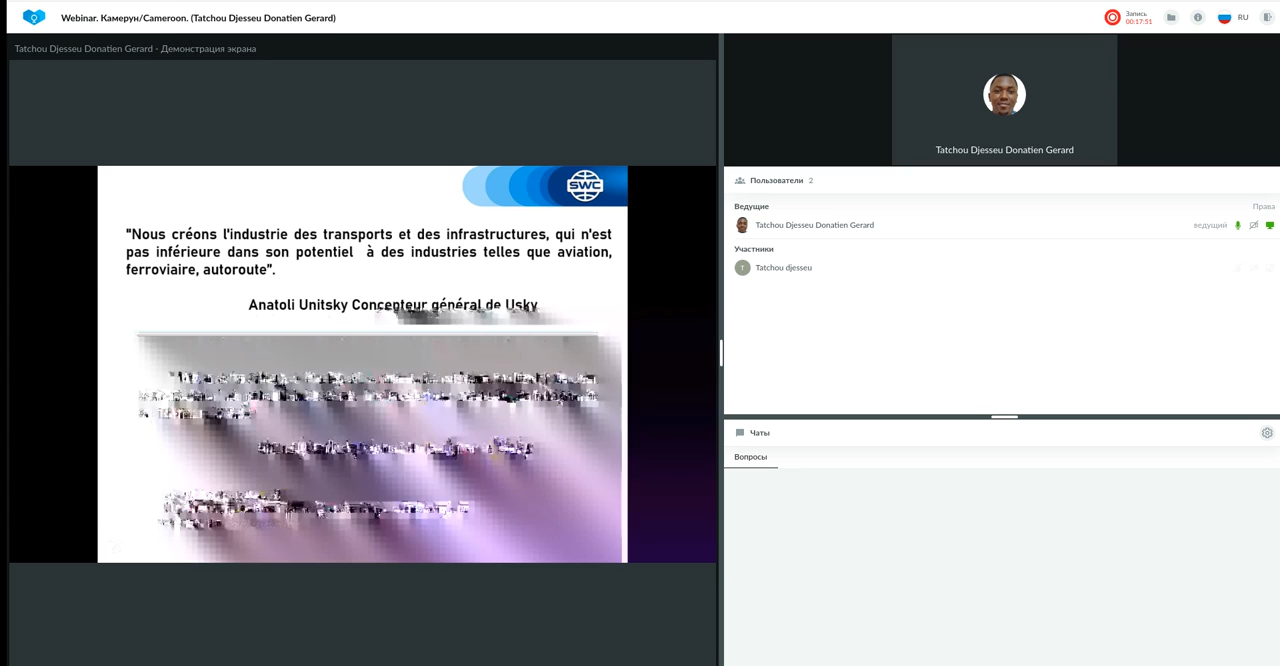 Webinar. Камерун/Cameroon. (Tatchou Djesseu Donatien Gerard)
Запись
00:17:51
RU
Tatchou Djesseu Donatien Gerard - Демонстрация экрана
Tatchou Djesseu Donatien Gerard
SWC
"Nous créons l'industrie des transports et des infrastructures, qui n'est
pas inférieure dans son potentiel à des industries telles que aviation,
ferroviaire, autoroute”.
Anatoli Unitsky Concepteur général de Usky
Пользователи 2
Ведущие Права
Tatchou Djesseu Donatien Gerard ведущий
Участники
T Tatchou djesseu
Чаты
Вопросы